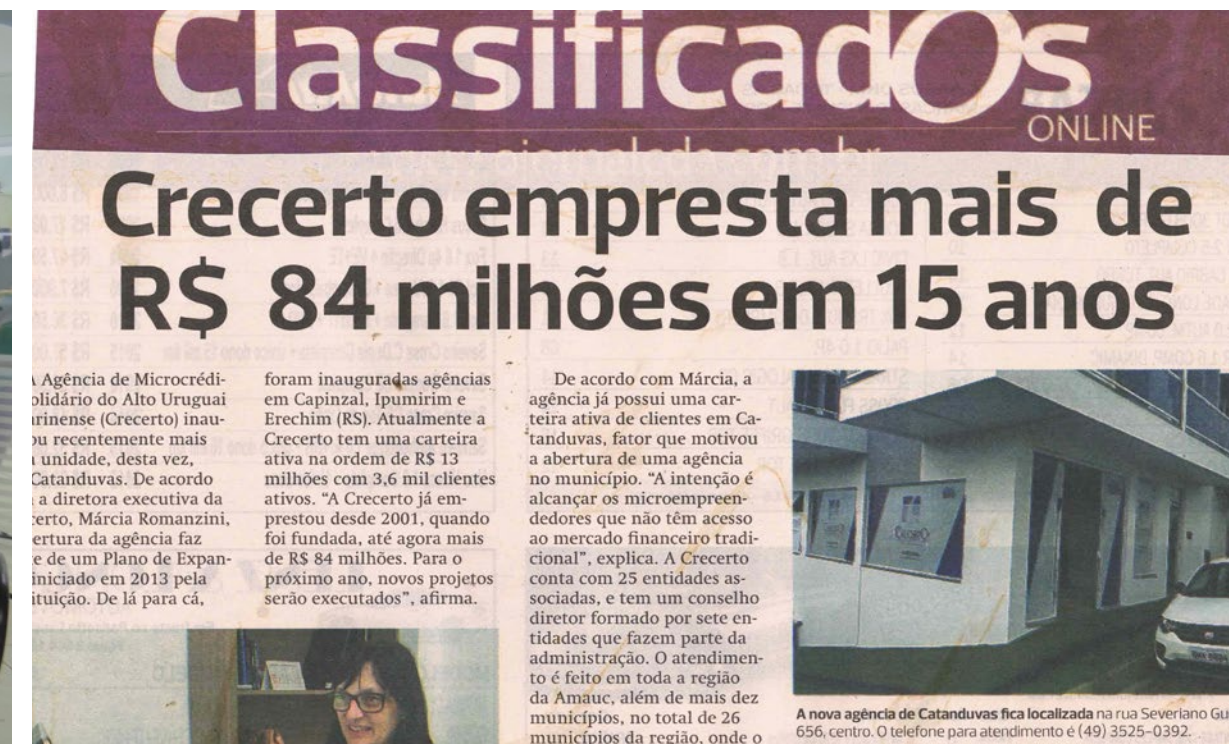 ClassificadOs
ONLINE
www.ojornalodc.com.br
Crecerto empresta mais de
R$ 84 milhões em 15 anos
A Agência de Microcrédi-
olidário do Alto Uruguai
rinense (Crecerto) inau-
ou recentemente mais
unidade, desta vez,
Catanduvas. De acordo
a diretora executiva da
certo, Márcia Romanzini,
ertura da agência faz
te de um Plano de Expan-
iniciado em 2013 pela
ituição. De lá para cá,
foram inauguradas agências
em Capinzal, Ipumirim e
Erechim (RS). Atualmente a
Crecerto tem uma carteira
ativa na ordem de R$ 13
milhões com 3,6 mil clientes
ativos. “A Crecerto já em-
prestou desde 2001, quando
foi fundada, até agora mais
de R$ 84 milhões. Para o
próximo ano, novos projetos
serão executados”, afirma.
De acordo com Márcia, a
agência já possui uma car-
teira ativa de clientes em Ca-
tanduvas, fator que motivou
a abertura de uma agência
no município. “A intenção é
alcançar os microempreen-
dedores que não têm acesso
ao mercado financeiro tradi-
cional”, explica. A Crecerto
conta com 25 entidades as-
sociadas, e tem um conselho
diretor formado por sete en-
tidades que fazem parte da
administração. O atendimen-
to é feito em toda a região
da Amauc, além de mais dez
municípios, no total de 26
municípios da região, onde o
A nova agência de Catanduvas fica localizada na rua Severiano Gui
656, centro. O telefone para atendimento é (49) 3525-0392.